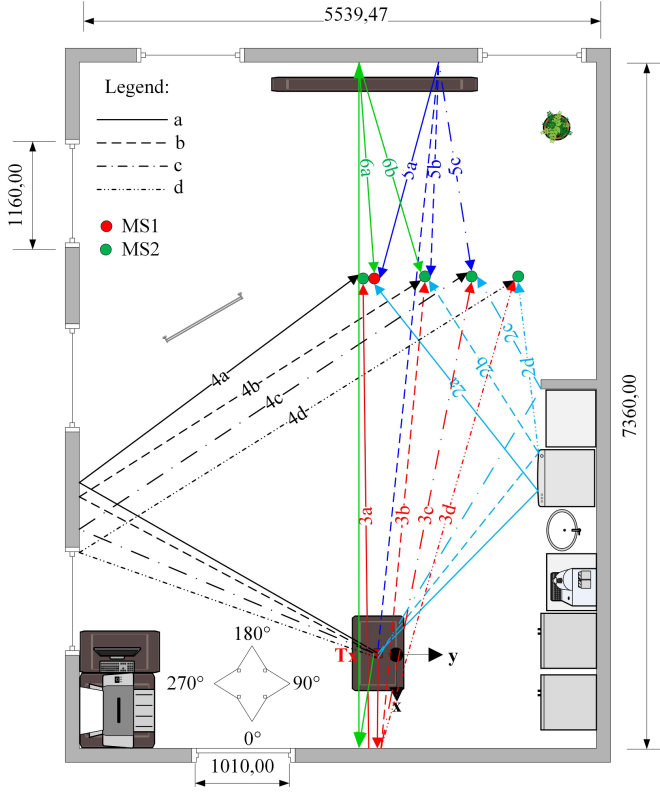 5539,47
Legend:
a
b
c
d
MS1
MS2
1160,00
6a
6b
5a
5b
5c
4a
4b
4c
4d
2a
2b
2c
2d
7360,00
3a
3b
3c
3d
Tx
y
x
180°
270°
90°
0°
1010,00